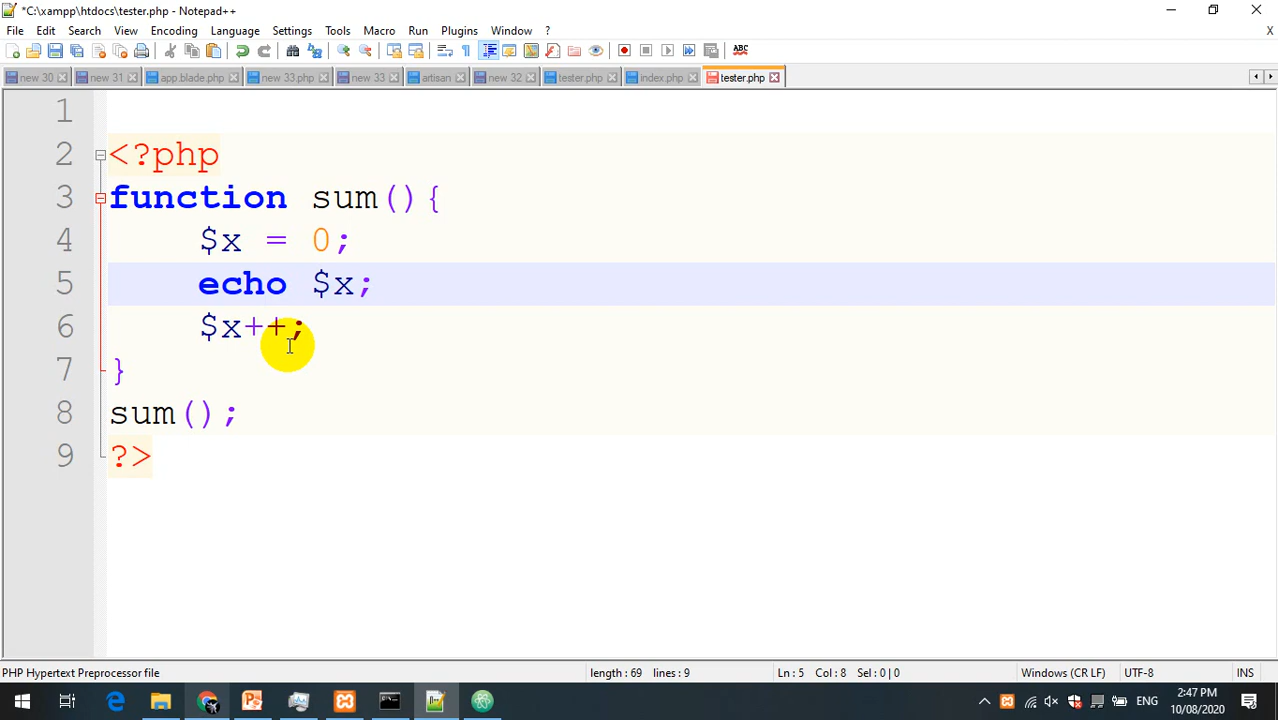 *C:\xampp\htdocs\tester.php - Notepad++
File Edit Search View Encoding Language Settings Tools Macro Run Plugins Window ? X
new 30 new 31 app.blade.php new 33.php new 33 artisan new 32 tester.php index.php tester.php
1
2 <?php
3 function sum(){
4 $x = 0;
5 echo $x;
6 $x++;
7 }
8 sum();
9 ?>
PHP Hypertext Preprocessor file length : 69 lines : 9 Ln : 5 Col : 8 Sel : 0 | 0 Windows (CR LF) UTF-8 INS
ENG 2:47 PM
10/08/2020